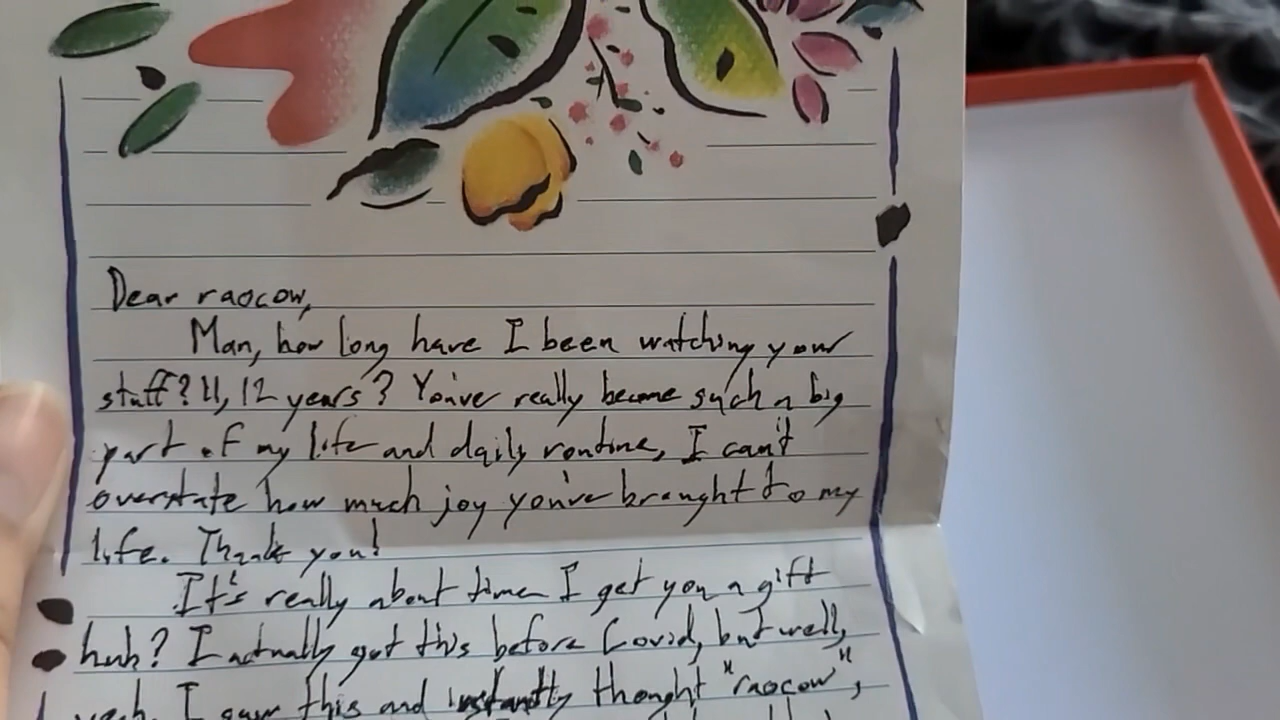 Dear raocow,
Man, how long have I been watching your
stuff? 11, 12 years? You've really become such a big
part of my life and daily routine, I can't
overstate how much joy you've brought to my
life. Thank you!
It's really about time I get you a gift
huh? I actually got this before Covid, but well,
yeah. I saw this and instantly thought "raocow",